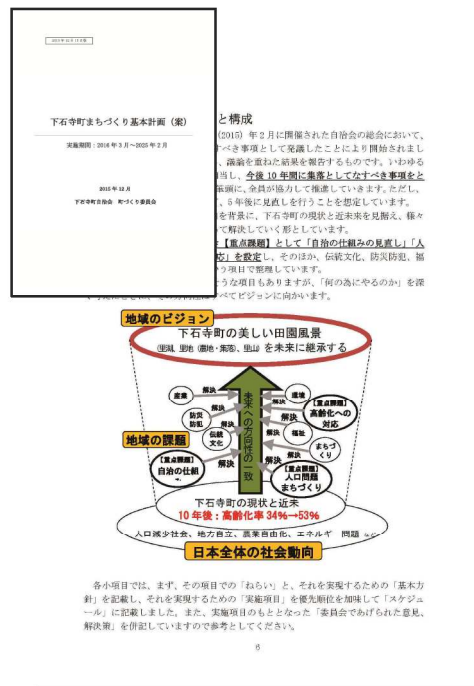 2015年12月13日版
下石寺町まちづくり基本計画（案）
実施期間：2016年3月～2025年2月
2015年12月
下石寺町自治会　町づくり委員会
と構成
(2015) 年2月に開催された自治会の総会において、
すべき事項として発議したことにより開始されまし
、議論を重ねた結果を報告するものです。いわゆる
当し、今後10年間に集落としてなすべき事項をと
筆頭に、全員が協力して推進していきます。ただし、
、5年後に見直しを行うことを想定しています。
を背景に、下石寺町の現状と近未来を見据え、様々
って解決していく形としています。
【重点課題】として「自治の仕組みの見直し」「人
応」を設定し、そのほか、伝統文化、防災防犯、福
いう項目で整理しています。
そうな項目もありますが、「何の為にやるのか」を深
べてビジョンに向かいます。
地域のビジョン
下石寺町の美しい田園風景
(里湖、里地（農地・集落）、里山) を未来に継承する
未来への方向性の一致
産業
解決
解決
環境
防災
防犯
解決
解決
【重点課題】
高齢化への
対応
伝統
文化
解決
解決
福祉
地域の課題
まちづ
くり
【重点課題】
自治の仕組
解決
解決
【重点課題】
人口問題
まちづくり
下石寺町の現状と近未
10年後：高齢化率34%→53%
人口減少社会、地方自立、農業自由化、エネルギ　問題
日本全体の社会動向
各小項目では、まず、その項目での「ねらい」と、それを実現するための「基本方
針」を記載し、それを実現するための「実施項目」を優先順位を加味して「スケジュ
ール」に記載しました。また、実施項目のもととなった「委員会であげられた意見、
解決策」を併記していますので参考としてください。
6